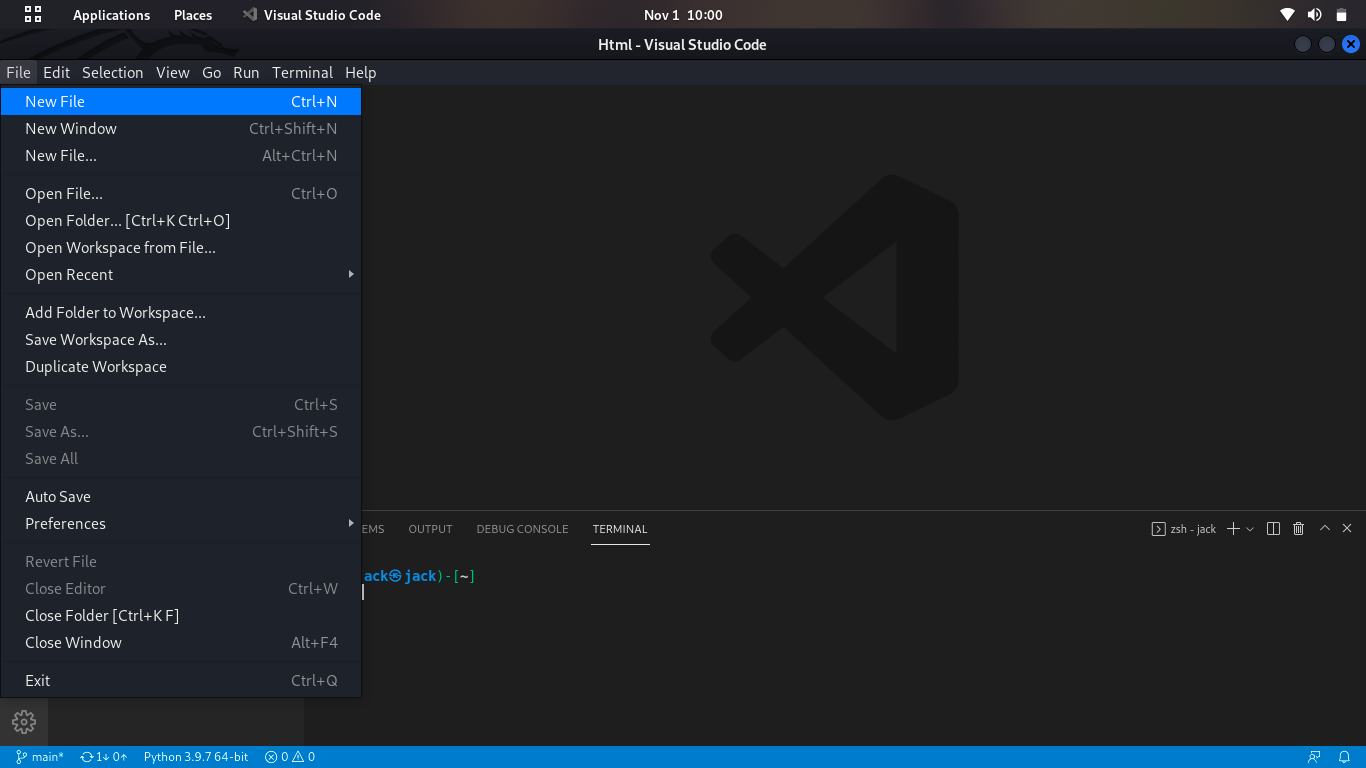 Applications Places Visual Studio Code Nov 1 10:00
Html - Visual Studio Code
File Edit Selection View Go Run Terminal Help
New File Ctrl+N
New Window Ctrl+Shift+N
New File... Alt+Ctrl+N
Open File... Ctrl+O
Open Folder... [Ctrl+K Ctrl+O]
Open Workspace from File...
Open Recent
Add Folder to Workspace...
Save Workspace As...
Duplicate Workspace
Save Ctrl+S
Save As... Ctrl+Shift+S
Save All
Auto Save
Preferences
Revert File
Close Editor Ctrl+W
Close Folder [Ctrl+K F]
Close Window Alt+F4
Exit Ctrl+Q
EMS OUTPUT DEBUG CONSOLE TERMINAL zsh - jack
ack㉿jack)-[~]
main* 1↓ 0↑ Python 3.9.7 64-bit 0 0